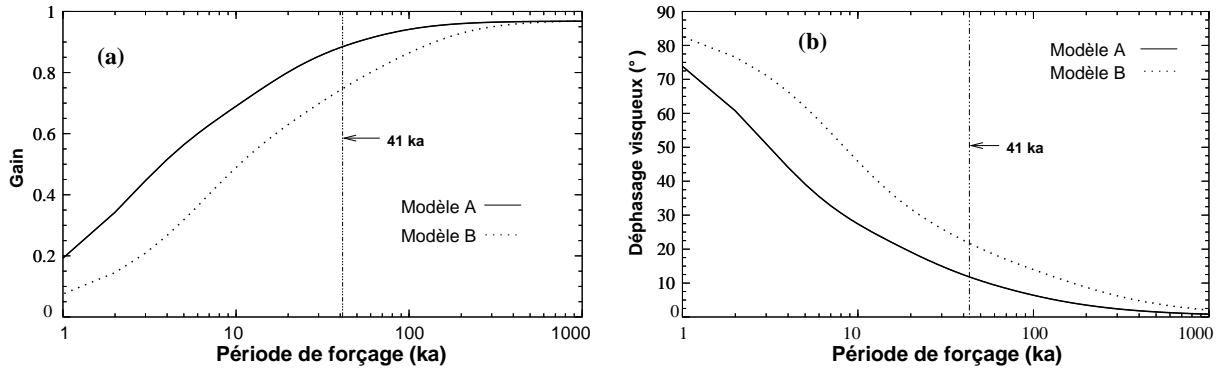 (a)
1
0.8
0.6
0.4
0.2
0
Gain
41 ka
Modèle A
Modèle B
1
10
100
1000
Période de forçage (ka)
(b)
90
80
70
60
50
40
30
20
10
0
Déphasage visqueux (°)
Modèle A
Modèle B
41 ka
1
10
100
1000
Période de forçage (ka)